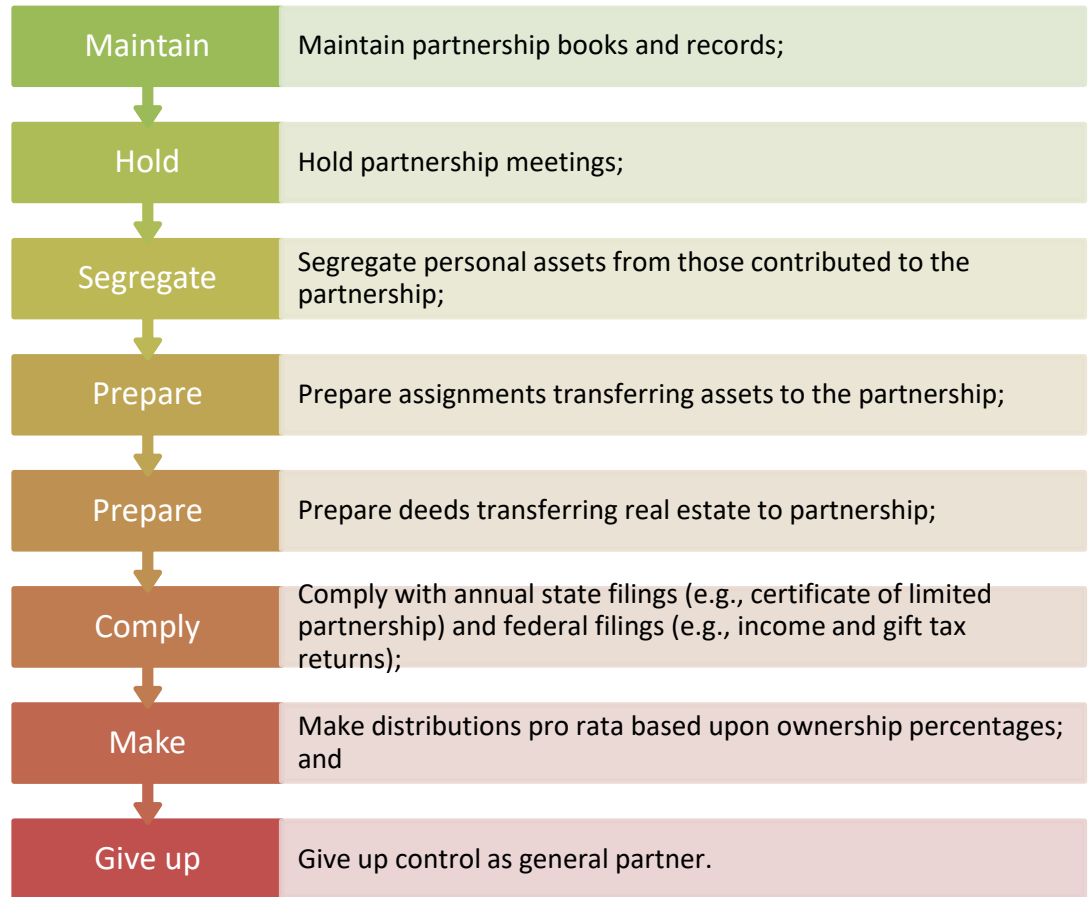 Maintain
Maintain partnership books and records;
Hold
Hold partnership meetings;
Segregate
Segregate personal assets from those contributed to the
partnership;
Prepare
Prepare assignments transferring assets to the partnership;
Prepare
Prepare deeds transferring real estate to partnership;
Comply
Comply with annual state filings (e.g., certificate of limited
partnership) and federal filings (e.g., income and gift tax
returns);
Make
Make distributions pro rata based upon ownership percentages;
and
Give up
Give up control as general partner.